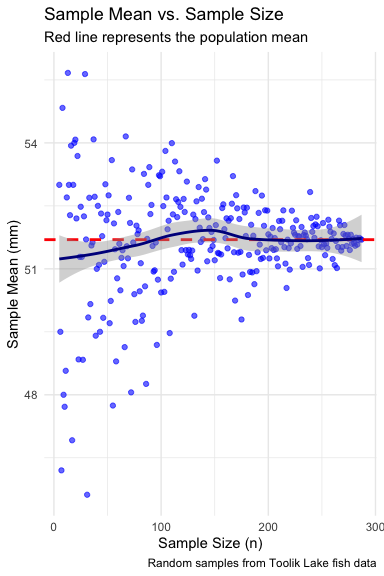 Sample Mean vs. Sample Size
Red line represents the population mean
Sample Mean (mm)
54
51
48
0 100 200 300
Sample Size (n)
Random samples from Toolik Lake fish data